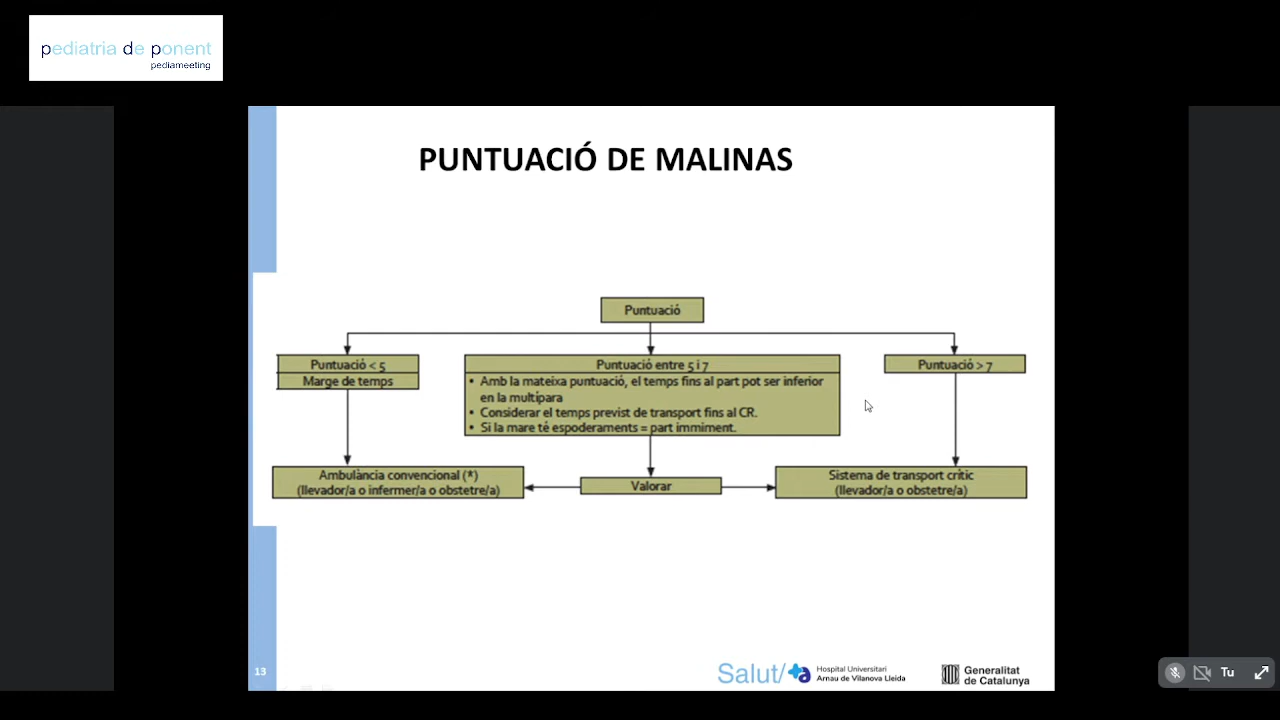 pediatria de ponent
pediameeting
PUNTUACIÓ DE MALINAS
Puntuació
Puntuació < 5
Marge de temps
Puntuació entre 5 i 7
• Amb la mateixa puntuació, el temps fins al part pot ser inferior
en la multípara
• Considerar el temps previst de transport fins al CR.
• Si la mare té espoderaments = part immiment.
Puntuació > 7
Ambulància convencional (*)
(llevador/a o infermer/a o obstetre/a)
Valorar
Sistema de transport crític
(llevador/a o obstetre/a)
13
Salut/
Hospital Universitari
Arnau de Vilanova Lleida
Generalitat
de Catalunya
Tu